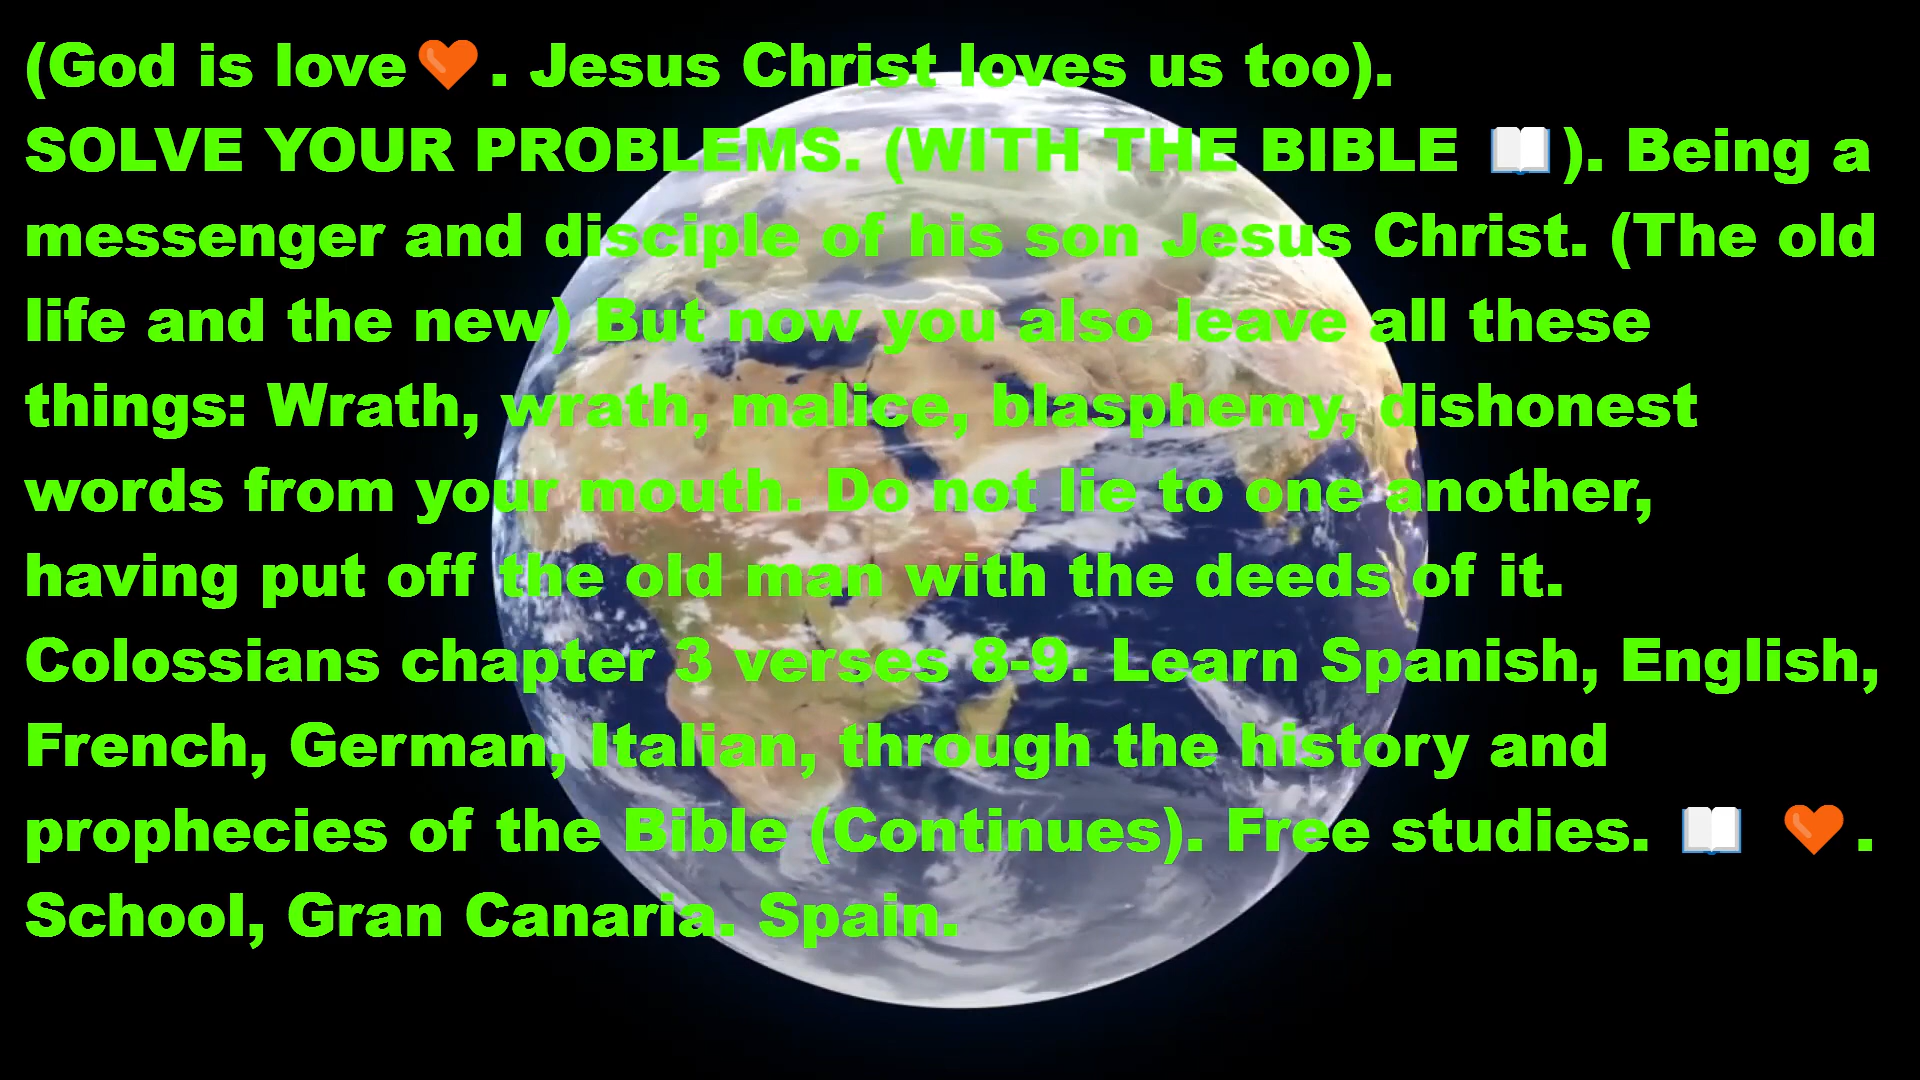 (God is love🧡. Jesus Christ loves us too).
SOLVE YOUR PROBLEMS. (WITH THE BIBLE 📖). Being a
messenger and disciple of his son Jesus Christ. (The old
life and the new) But now you also leave all these
things: Wrath, wrath, malice, blasphemy, dishonest
words from your mouth. Do not lie to one another,
having put off the old man with the deeds of it.
Colossians chapter 3 verses 8-9. Learn Spanish, English,
French, German, Italian, through the history and
prophecies of the Bible (Continues). Free studies. 📖 🧡.
School, Gran Canaria. Spain.